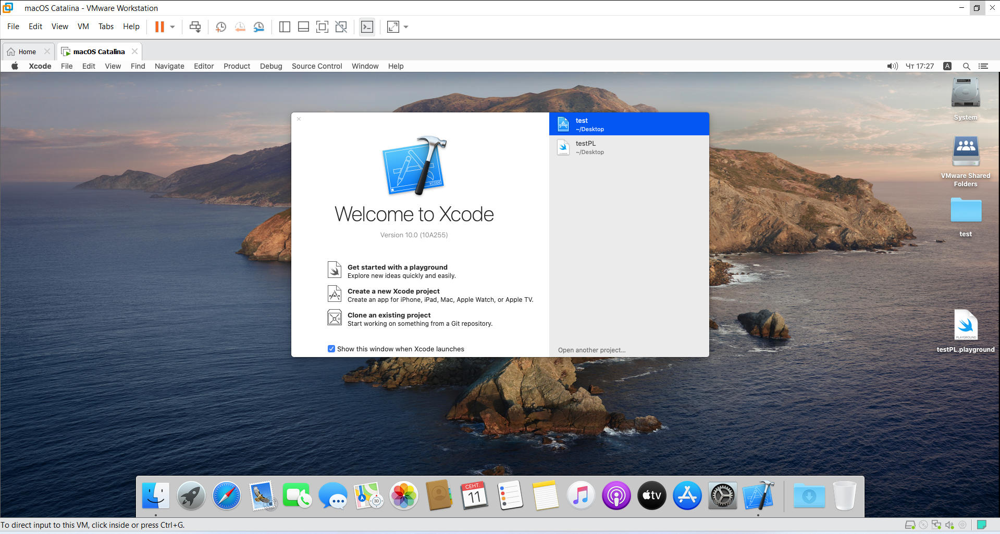 macOS Catalina - VMware Workstation
File Edit View VM Tabs Help
Home
macOS Catalina
Xcode File Edit View Find Navigate Editor Product Debug Source Control Window Help
Чт 17:27
A
System
VMware Shared
Folders
test
PLAYGROUND
testPL.playground
XCODE
Welcome to Xcode
Version 10.0 (10A255)
Get started with a playground
Explore new ideas quickly and easily.
Create a new Xcode project
Create an app for iPhone, iPad, Mac, Apple Watch, or Apple TV.
Clone an existing project
Start working on something from a Git repository.
Show this window when Xcode launches
test
~/Desktop
testPL
~/Desktop
Open another project...
3D
СЕНТ.
11
tv
To direct input to this VM, click inside or press Ctrl+G.